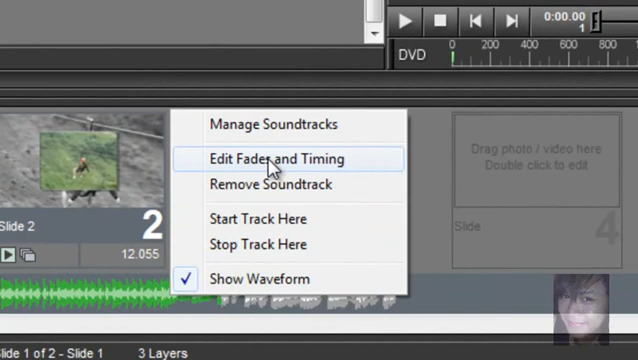 0:00.00
1
DVD
0 200 400 600 800
Manage Soundtracks
Edit Fades and Timing
Remove Soundtrack
Start Track Here
Stop Track Here
Show Waveform
Slide 2
2
12.055
Drag photo / video here
Double click to edit
Slide
4
Slide 1 of 2 - Slide 1 3 Layers